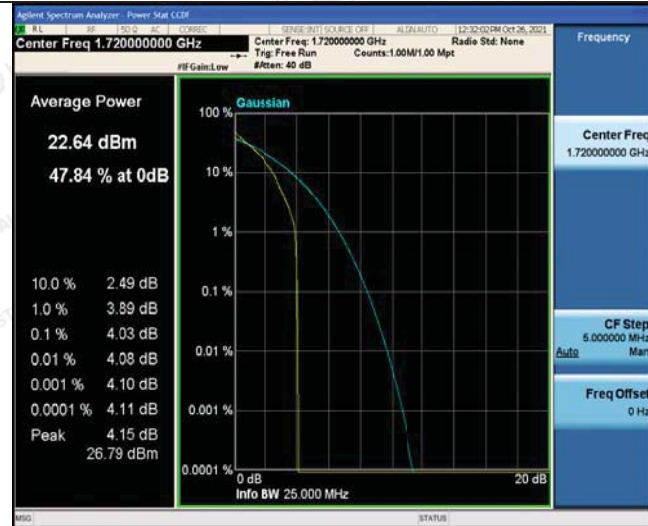 Agilent Spectrum Analyzer - Power Stat CCDF
RL RF 50 Ω AC CORREC SENSE:INT SOURCE OFF ALIGN AUTO 12:32:02 PM Oct 26, 2021
Center Freq 1.720000000 GHz
Center Freq: 1.720000000 GHz Radio Std: None
Trig: Free Run Counts:1.00M/1.00 Mpt
#IFGain:Low #Atten: 40 dB
Frequency
Average Power
22.64 dBm
47.84 % at 0dB
10.0 % 2.49 dB
1.0 % 3.89 dB
0.1 % 4.03 dB
0.01 % 4.08 dB
0.001 % 4.10 dB
0.0001 % 4.11 dB
Peak 4.15 dB
26.79 dBm
Gaussian
100 %
10 %
1 %
0.1 %
0.01 %
0.001 %
0.0001 %
0 dB 20 dB
Info BW 25.000 MHz
Center Freq
1.720000000 GHz
CF Step
5.000000 MHz
Auto Man
Freq Offset
0 Hz
MSG STATUS